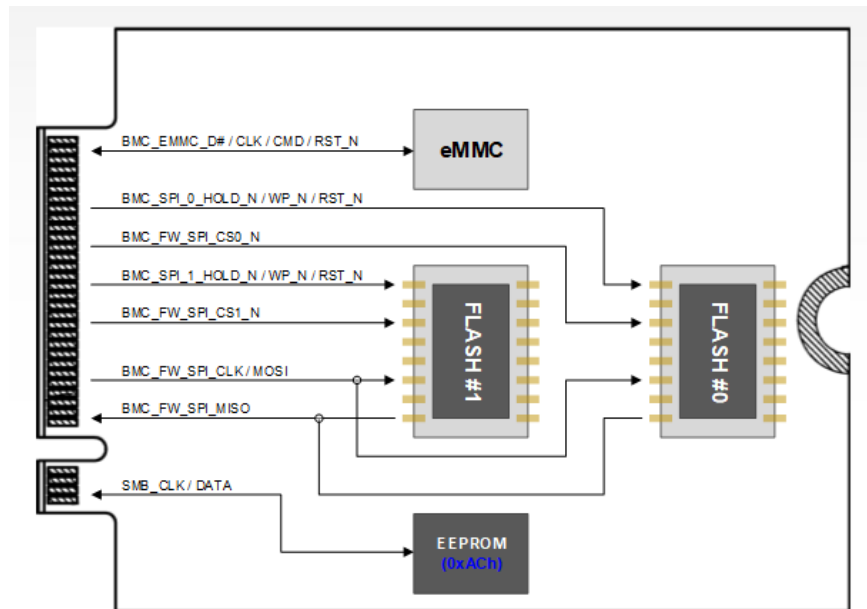 BMC_EMMC_D# / CLK / CMD / RST_N
eMMC
BMC_SPI_0_HOLD_N / WP_N / RST_N
BMC_FW_SPI_CS0_N
BMC_SPI_1_HOLD_N / WP_N / RST_N
BMC_FW_SPI_CS1_N
BMC_FW_SPI_CLK / MOSI
BMC_FW_SPI_MISO
FLASH #1
FLASH #0
SMB_CLK / DATA
EEPROM
(0xACh)